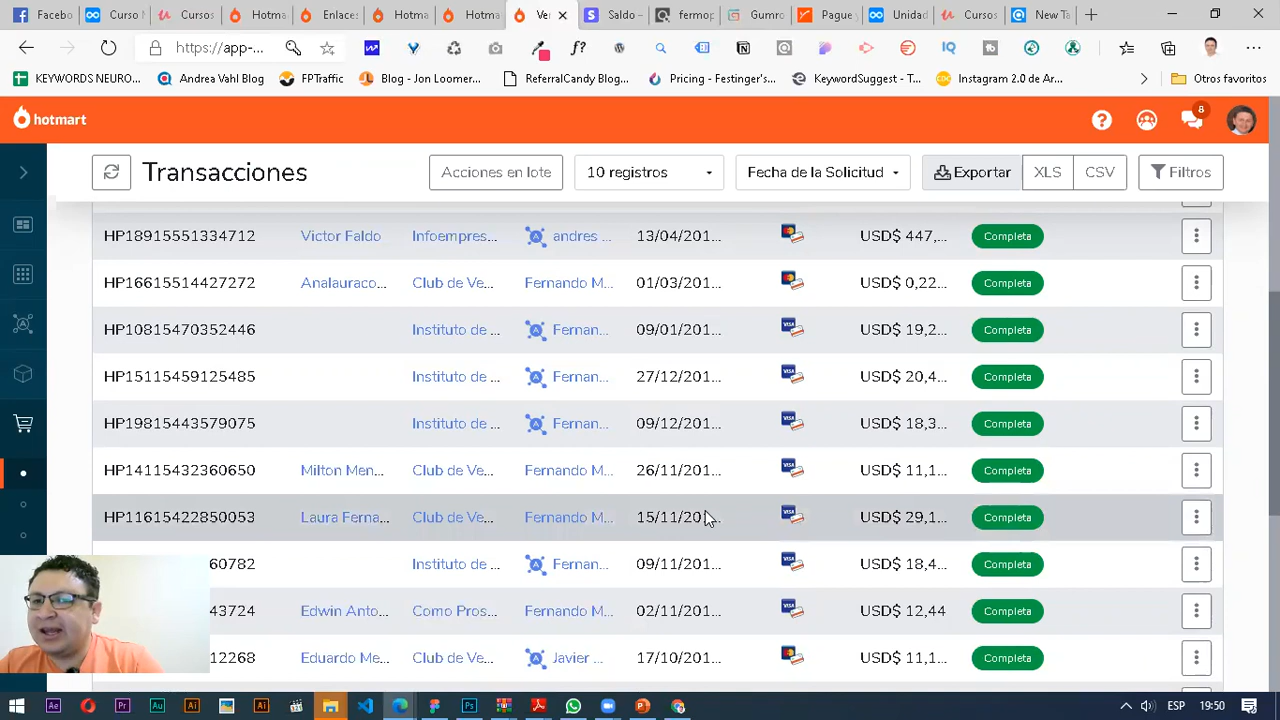 Curso M
Com
Cursos
Hotm
Enlaces
Hotma
Hotma
Ve
Saldo –
fermop
Gumro
Pague y
Unidad
Cursos
New Ta
https://app-...
f?
KEYWORDS NEURO...
Andrea Vahl Blog
FPTraffic
Blog - Jon Loomer...
ReferralCandy Blog...
Pricing - Festinger's...
KeywordSuggest - T...
Instagram 2.0 de Ar...
Otros favoritos
hotmart
8
Transacciones
Acciones en lote
10 registros
Fecha de la Solicitud
Exportar
XLS
CSV
Filtros
HP18915551334712 Victor Faldo Infoempres... andres ... 13/04/201... USD$ 447,... Completa
HP16615514427272 Analauraco... Club de Ve... Fernando M... 01/03/201... USD$ 0,22... Completa
HP10815470352446 Instituto de ... Fernan... 09/01/201... USD$ 19,2... Completa
HP15115459125485 Instituto de ... Fernan... 27/12/201... USD$ 20,4... Completa
HP19815443579075 Instituto de ... Fernan... 09/12/201... USD$ 18,3... Completa
HP14115432360650 Milton Men... Club de Ve... Fernando M... 26/11/201... USD$ 11,1... Completa
HP11615422850053 Laura Ferna... Club de Ve... Fernando M... 15/11/201... USD$ 29,1... Completa
60782 Instituto de ... Fernan... 09/11/201... USD$ 18,4... Completa
43724 Edwin Anto... Como Pros... Fernando M... 02/11/201... USD$ 12,44 Completa
12268 Eduardo Me... Club de Ve... Javier ... 17/10/201... USD$ 11,1... Completa
ESP 19:50